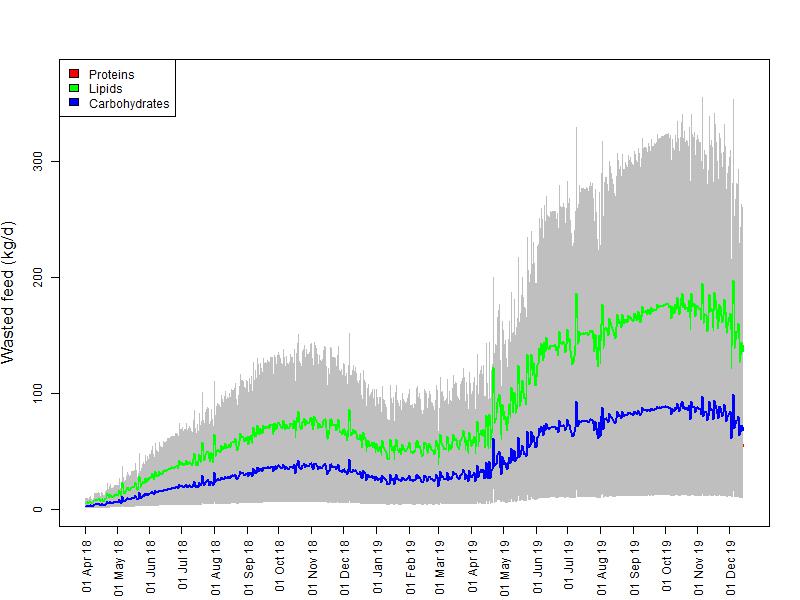 Proteins
Lipids
Carbohydrates
Wasted feed (kg/d)
300
200
100
0
01 Apr 18
01 May 18
01 Jun 18
01 Jul 18
01 Aug 18
01 Sep 18
01 Oct 18
01 Nov 18
01 Dec 18
01 Jan 19
01 Feb 19
01 Mar 19
01 Apr 19
01 May 19
01 Jun 19
01 Jul 19
01 Aug 19
01 Sep 19
01 Oct 19
01 Nov 19
01 Dec 19